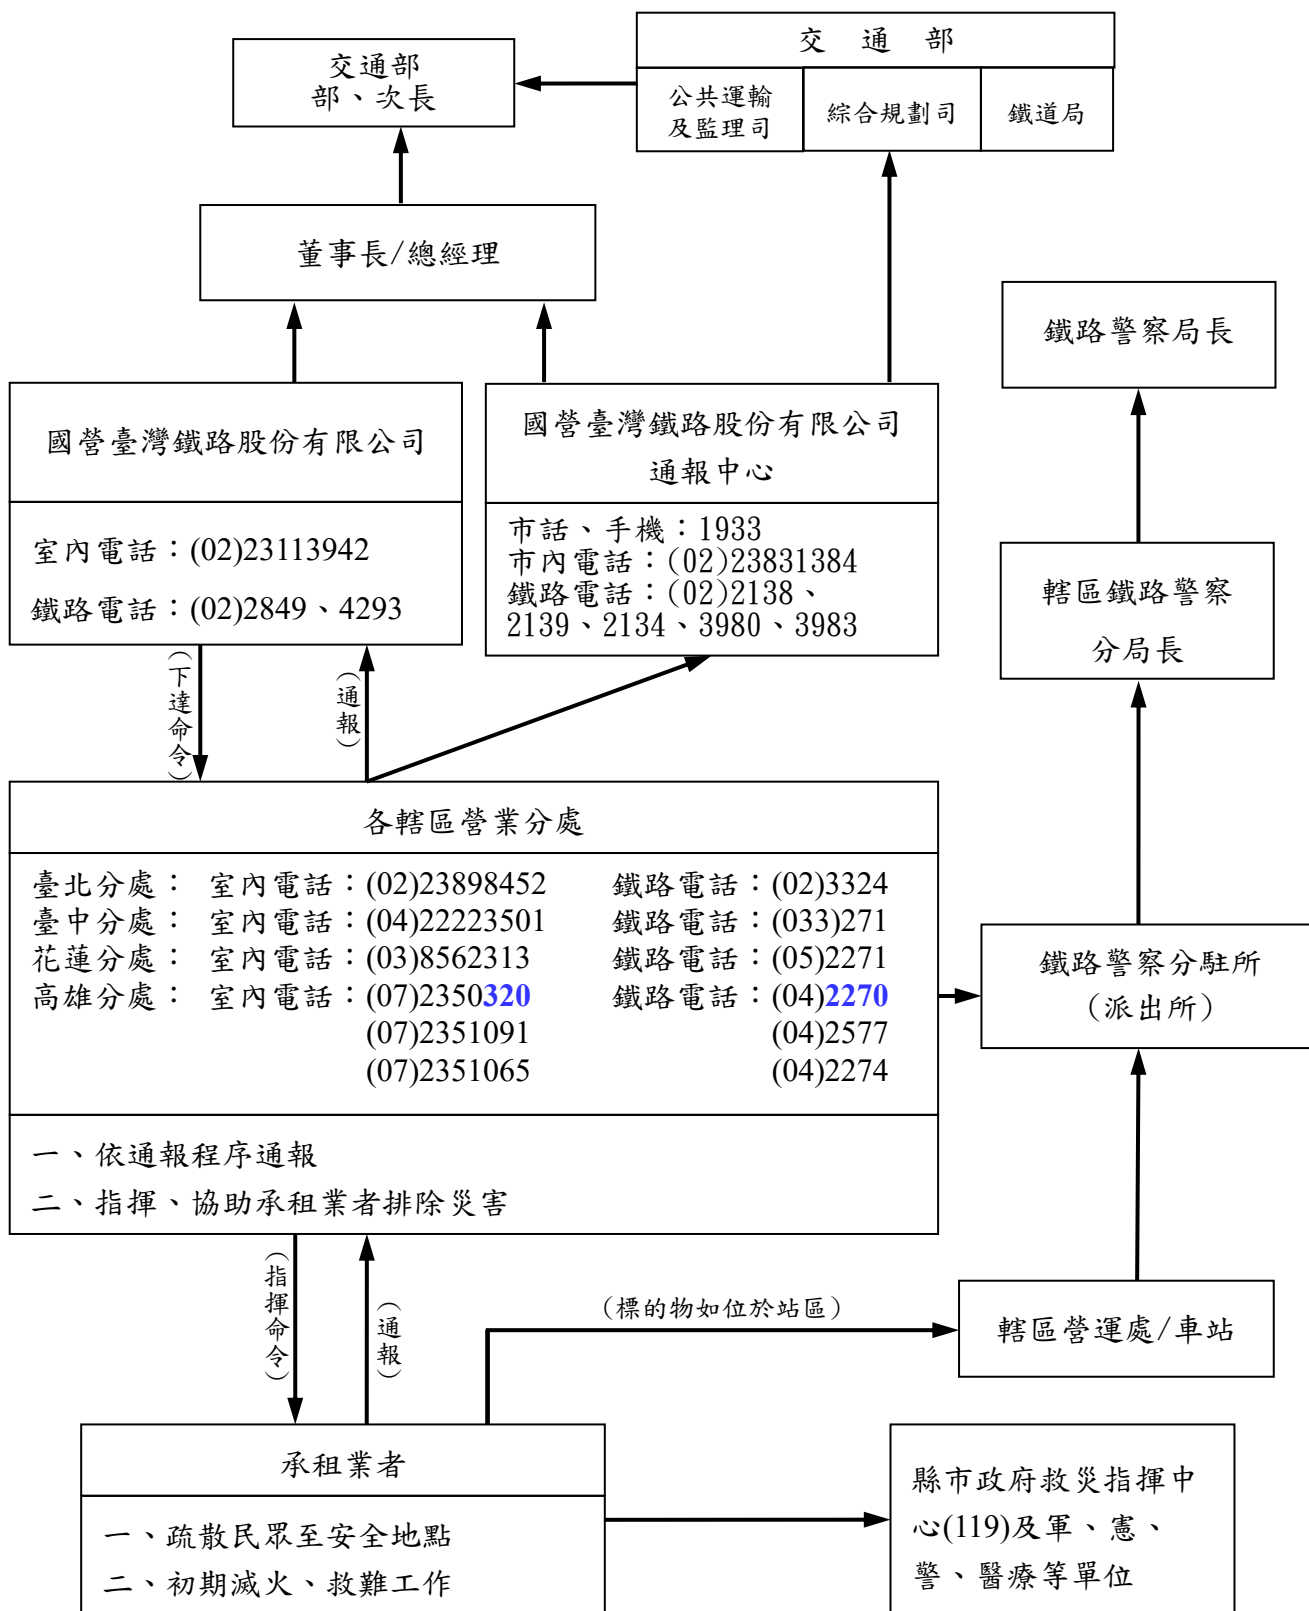 交通部
部、次長
交通部
公共運輸
及監理司
綜合規劃司
鐵道局
董事長/總經理
鐵路警察局長
國營臺灣鐵路股份有限公司
室內電話：(02)23113942
鐵路電話：(02)2849、4293
國營臺灣鐵路股份有限公司
通報中心
市話、手機：1933
市內電話：(02)23831384
鐵路電話：(02)2138、
2139、2134、3980、3983
轄區鐵路警察
分局長
(下達命令)
(通報)
各轄區營業分處
臺北分處： 室內電話：(02)23898452 鐵路電話：(02)3324
臺中分處： 室內電話：(04)22223501 鐵路電話：(033)271
花蓮分處： 室內電話：(03)8562313 鐵路電話：(05)2271
高雄分處： 室內電話：(07)2350320 鐵路電話：(04)2270
(07)2351091 (04)2577
(07)2351065 (04)2274
一、依通報程序通報
二、指揮、協助承租業者排除災害
鐵路警察分駐所
（派出所）
(指揮命令)
(通報)
（標的物如位於站區）
轄區營運處/車站
承租業者
一、疏散民眾至安全地點
二、初期滅火、救難工作
縣市政府救災指揮中
心(119)及軍、憲、
警、醫療等單位